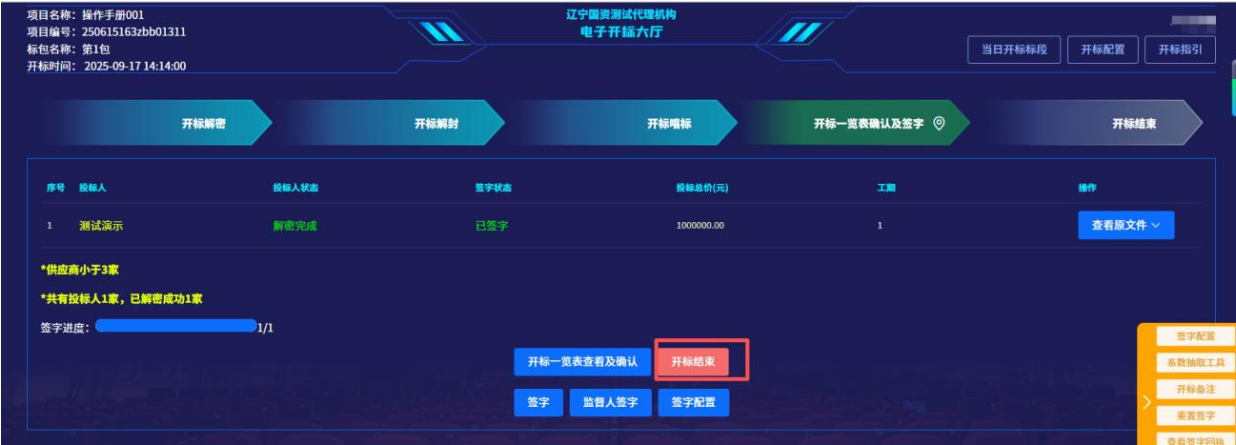 项目名称：操作手册001
项目编号：250615163zbb01311
标包名称：第1包
开标时间：2025-09-17 14:14:00
辽宁国资测试代理机构
电子开标大厅
当日开标标段 开标配置 开标指引
开标解密 开标解封 开标唱标 开标一览表确认及签字 开标结束
序号 投标人 投标人状态 签字状态 投标总价(元) 工期 操作
1 测试演示 解密完成 已签字 1000000.00 1 查看原文件
*供应商小于3家
*共有投标人1家，已解密成功1家
签字进度： 1/1
开标一览表查看及确认 开标结束
签字 监督人签字 签字配置
签字配置
系数抽取工具
开标备注
重置签字
查看签字回执